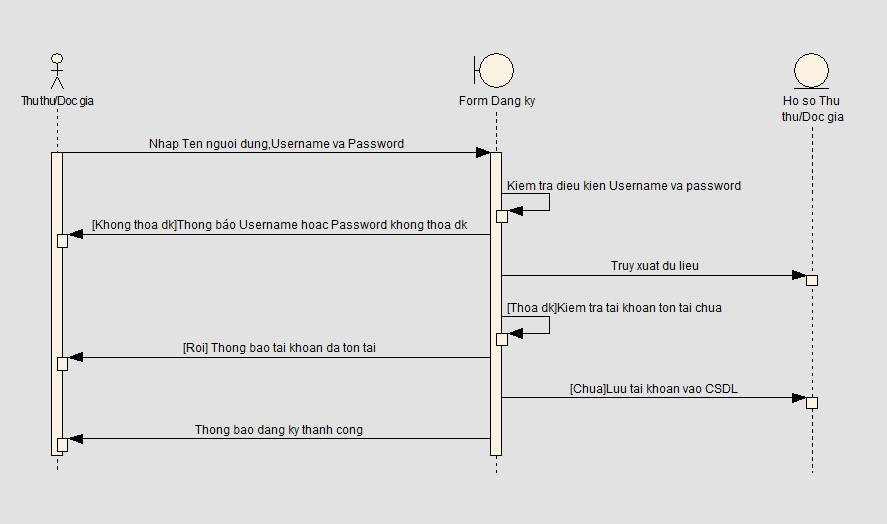 Thu thu/Doc gia
Form Dang ky
Ho so Thu
thu/Doc gia
Nhap Ten nguoi dung,Username va Password
Kiem tra dieu kien Username va password
[Khong thoa dk]Thong báo Username hoac Password khong thoa dk
Truy xuat du lieu
[Thoa dk]Kiem tra tai khoan ton tai chua
[Roi] Thong bao tai khoan da ton tai
[Chua]Luu tai khoan vao CSDL
Thong bao dang ky thanh cong